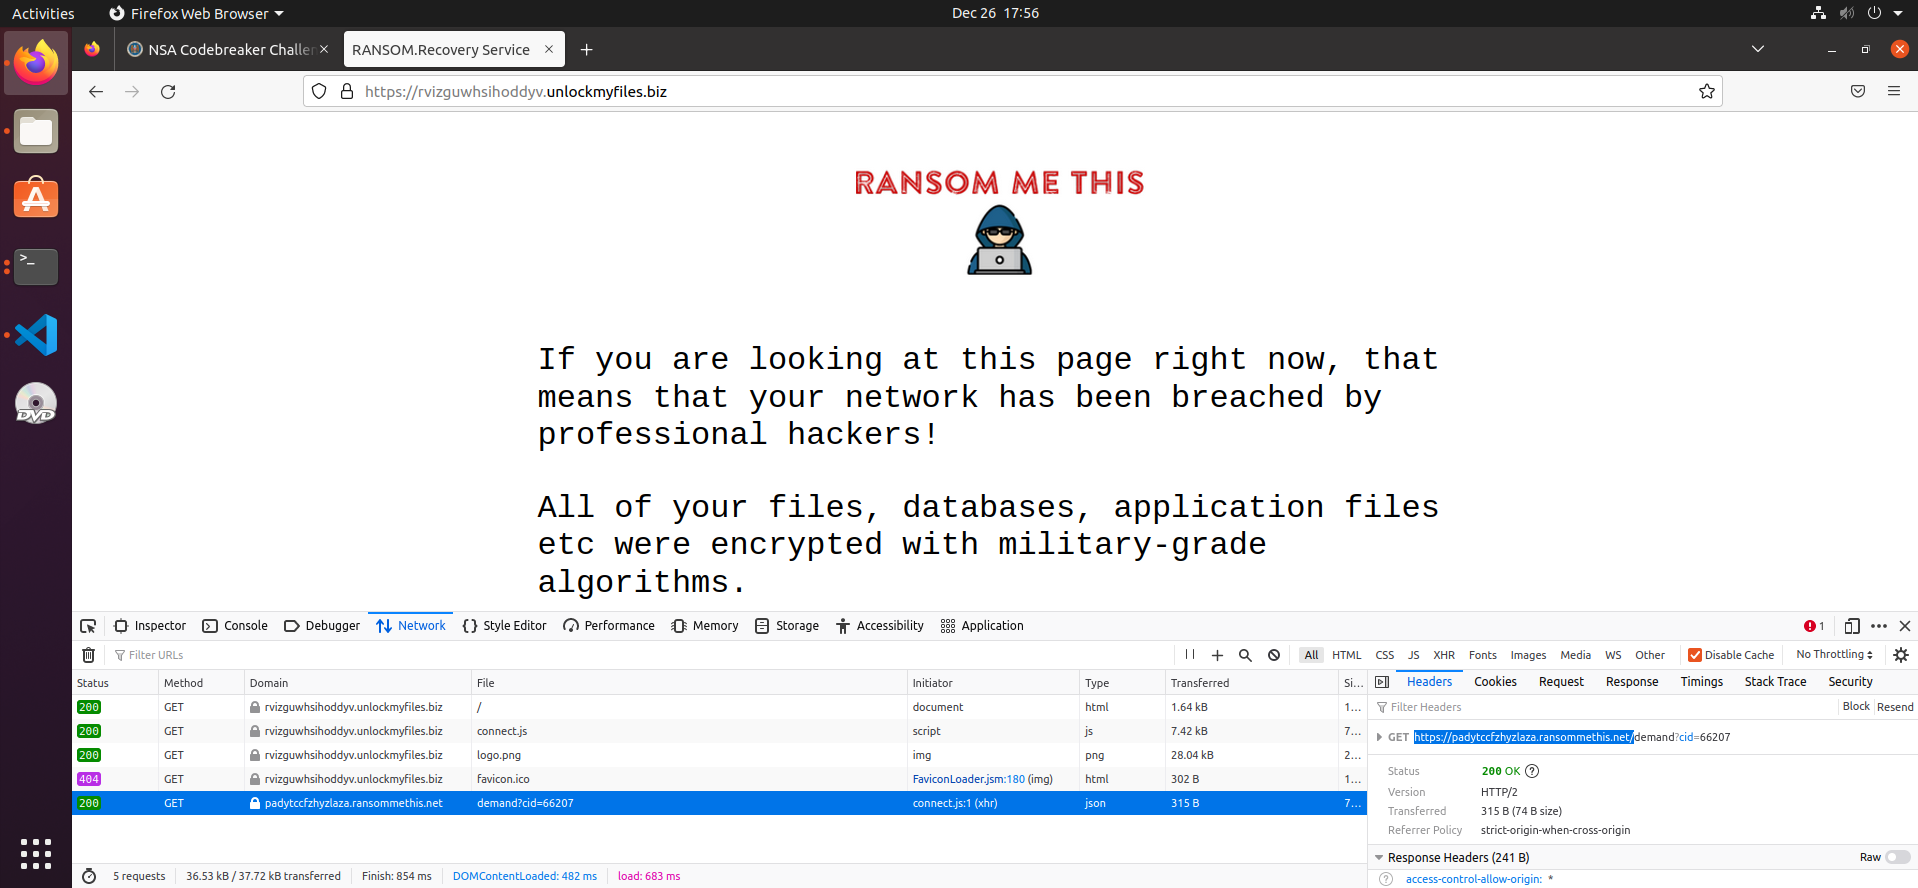 Activities
Firefox Web Browser
Dec 26 17:56
NSA Codebreaker Challen
RANSOM.Recovery Service
https://rvizguwhsihoddyv.unlockmyfiles.biz
RANSOM ME THIS
If you are looking at this page right now, that
means that your network has been breached by
professional hackers!
All of your files, databases, application files
etc were encrypted with military-grade
algorithms.
DVD
Inspector Console Debugger Network Style Editor Performance Memory Storage Accessibility Application 1
Filter URLs
All HTML CSS JS XHR Fonts Images Media WS Other Disable Cache No Throttling
Status Method Domain File Initiator Type Transferred Si...
200 GET rvizguwhsihoddyv.unlockmyfiles.biz / document html 1.64 kB 1...
200 GET rvizguwhsihoddyv.unlockmyfiles.biz connect.js script js 7.42 kB 7...
200 GET rvizguwhsihoddyv.unlockmyfiles.biz logo.png img png 28.04 kB 2...
404 GET rvizguwhsihoddyv.unlockmyfiles.biz favicon.ico FaviconLoader.jsm:180 (img) html 302 B 1...
200 GET padytccfzhyzlaza.ransommethis.net demand?cid=66207 connect.js:1 (xhr) json 315 B 7...
5 requests 36.53 kB / 37.72 kB transferred Finish: 854 ms DOMContentLoaded: 482 ms load: 683 ms
Headers Cookies Request Response Timings Stack Trace Security
Filter Headers Block Resend
GET https://padytccfzhyzlaza.ransommethis.net/demand?cid=66207
Status 200 OK
Version HTTP/2
Transferred 315 B (74 B size)
Referrer Policy strict-origin-when-cross-origin
Response Headers (241 B) Raw
access-control-allow-origin: *